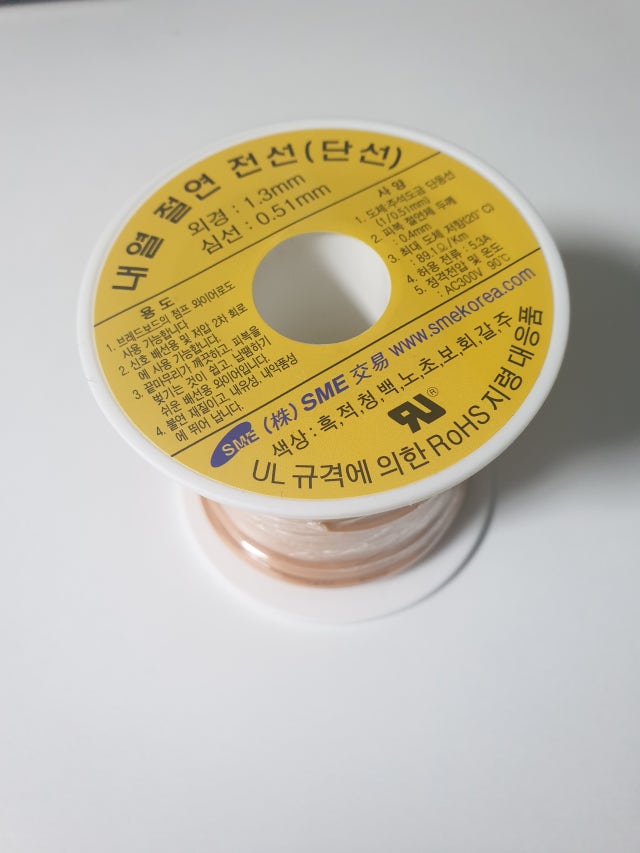 내열 절연 전선(단선)
외경 : 1.3mm
심선 : 0.51mm
용 도
1. 브레드보드의 점프 와이어로도
사용 가능합니다.
2. 신호 배선용 및 저압 2차 회로
에 사용 가능합니다.
3. 끝마무리가 깨끗하고, 피복을
벗기는 것이 쉽고, 납땜하기
쉬운 배선용 와이어입니다.
4. 불연 재질이고, 내유성, 내약품성
에 뛰어 납니다.
사 양
1. 도체:주석도금 단동선
(1/0.51mm)
2. 피복 절연체 두께
: 0.4mm
3. 최대 도체 저항(20°C)
: 89.1Ω/Km
4. 허용 전류 : 5.3A
5. 정격전압 및 온도
: AC300V 90℃
SME (株) SME 交易 www.smekorea.com
색상 : 흑,적,청,백,노,초,보,회,갈,주
UL 규격에 의한 RoHS 지령 대응품